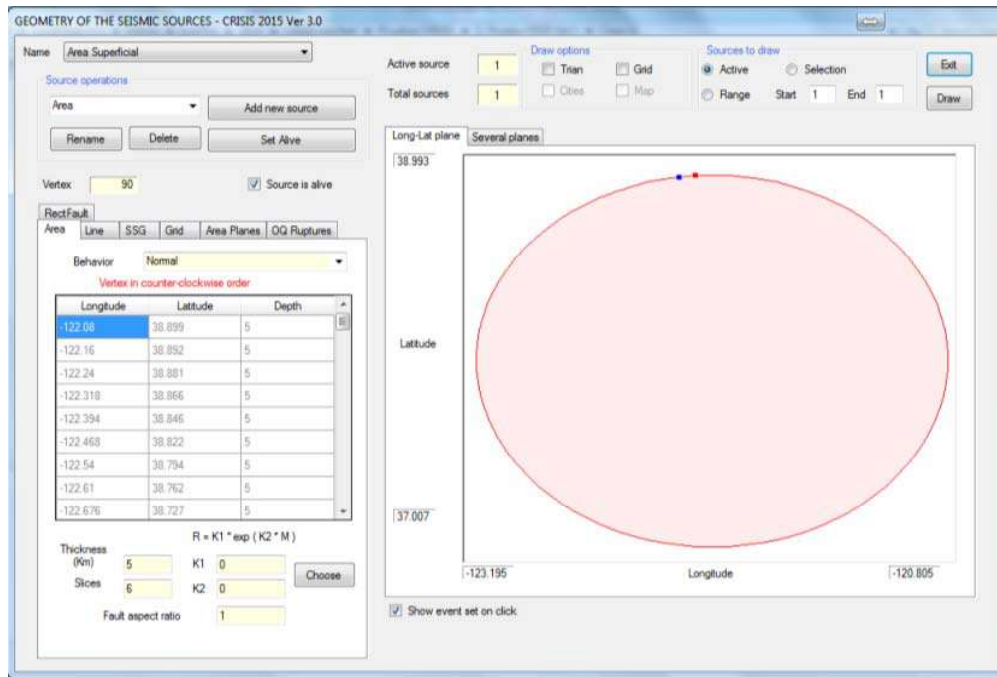 GEOMETRY OF THE SEISMIC SOURCES - CRISIS 2015 Ver 3.0
Name Area Superficial
Source operations
Area Add new source
Rename Delete Set Alive
Vertex 90 Source is alive
RectFault
Area Line SSG Grid Area Planes OQ Ruptures
Behavior Normal
Vertex in counter-clockwise order
Longitude Latitude Depth
-122.08 38.899 5
-122.16 38.892 5
-122.24 38.881 5
-122.318 38.866 5
-122.394 38.846 5
-122.468 38.822 5
-122.54 38.794 5
-122.61 38.762 5
-122.676 38.727 5
R = K1 * exp ( K2 * M )
Thickness
(Km) 5 K1 0
Slices 6 K2 0
Choose
Fault aspect ratio 1
Active source 1
Total sources 1
Draw options
Trian Grid
Cities Map
Sources to draw
Active Selection
Range Start 1 End 1
Exit
Draw
Long-Lat plane Several planes
38.993
Latitude
37.007
-123.195 Longitude -120.805
Show event set on click